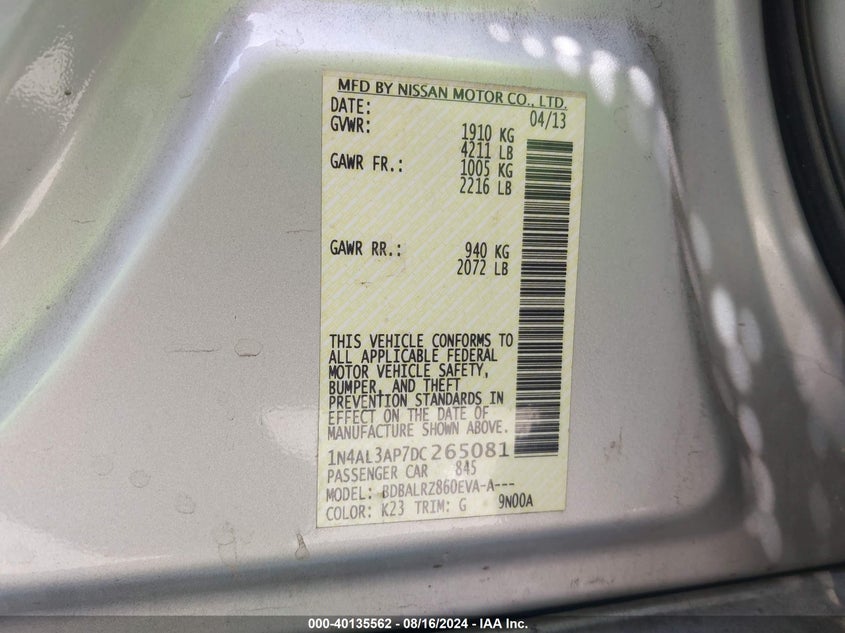 MFD BY NISSAN MOTOR CO., LTD.
DATE: 04/13
GVWR: 1910 KG
4211 LB
GAWR FR.: 1005 KG
2216 LB
GAWR RR.: 940 KG
2072 LB
THIS VEHICLE CONFORMS TO
ALL APPLICABLE FEDERAL
MOTOR VEHICLE SAFETY,
BUMPER, AND THEFT
PREVENTION STANDARDS IN
EFFECT ON THE DATE OF
MANUFACTURE SHOWN ABOVE.
1N4AL3AP7DC265081
PASSENGER CAR 845
MODEL: BDBALRZ860EVA-A---
COLOR: K23 TRIM: G 9N00A
000-40135562 - 08/16/2024 - IAA Inc.